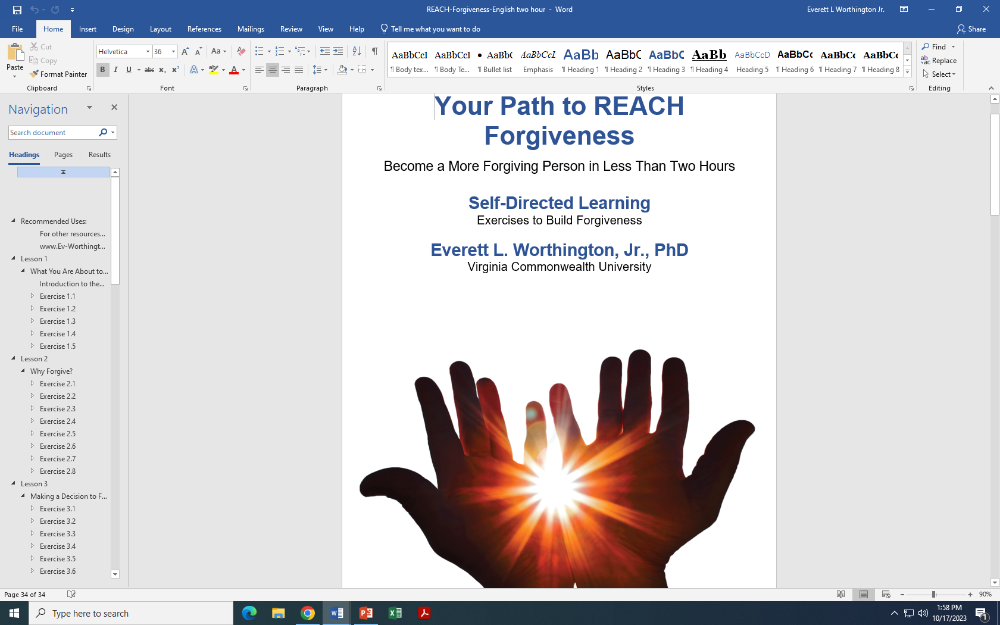 REACH-Forgiveness-English two hour - Word
Everett L Worthington Jr.
File Home Insert Design Layout References Mailings Review View Help Tell me what you want to do
Share
Paste
Cut
Copy
Format Painter
Clipboard
Helvetica 36
Font
Paragraph
AaBbCcI AaBbCcI AaBbC AaBbCcL AaBb AaBbC AaBbC AaBb AaBbCcD AaBbCc AaBbCc AaBbCc
¶ Body tex... ¶ Body Te... ¶ Bullet list Emphasis ¶ Heading 1 ¶ Heading 2 ¶ Heading 3 ¶ Heading 4 Heading 5 ¶ Heading 6 ¶ Heading 7 ¶ Heading 8
Styles
Find
Replace
Select
Editing
Navigation
Search document
Headings Pages Results
Recommended Uses:
For other resources...
www.Ev-Worthingt...
Lesson 1
What You Are About to...
Introduction to the...
Exercise 1.1
Exercise 1.2
Exercise 1.3
Exercise 1.4
Exercise 1.5
Lesson 2
Why Forgive?
Exercise 2.1
Exercise 2.2
Exercise 2.3
Exercise 2.4
Exercise 2.5
Exercise 2.6
Exercise 2.7
Exercise 2.8
Lesson 3
Making a Decision to F...
Exercise 3.1
Exercise 3.2
Exercise 3.3
Exercise 3.4
Exercise 3.5
Exercise 3.6
Your Path to REACH
Forgiveness
Become a More Forgiving Person in Less Than Two Hours
Self-Directed Learning
Exercises to Build Forgiveness
Everett L. Worthington, Jr., PhD
Virginia Commonwealth University
Page 34 of 34
90%
Type here to search
1:58 PM
10/17/2023
1